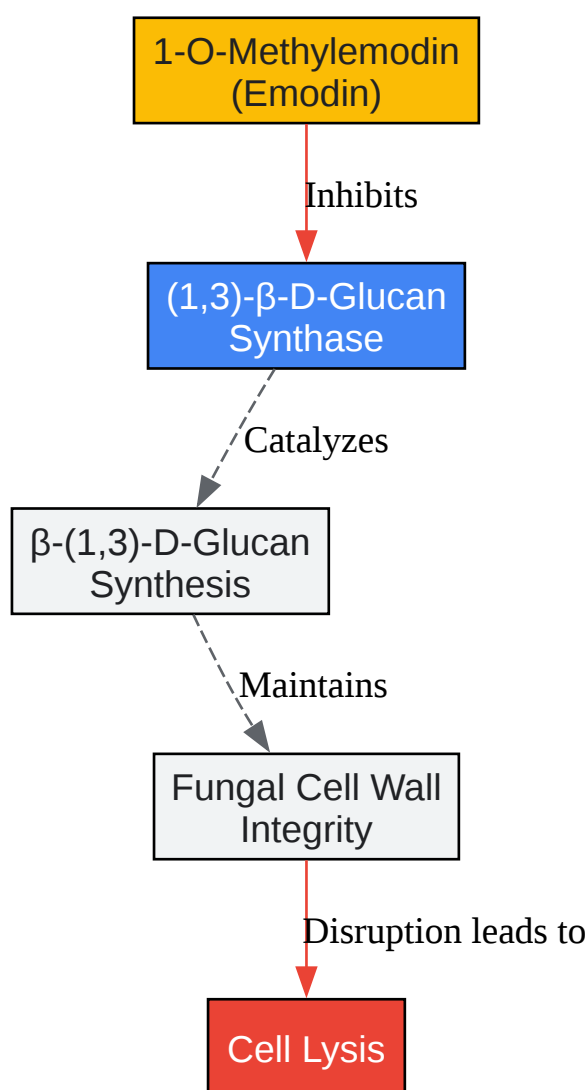 1-O-Methylemodin
(Emodin)
Inhibits
(1,3)-β-D-Glucan
Synthase
Catalyzes
β-(1,3)-D-Glucan
Synthesis
Maintains
Fungal Cell Wall
Integrity
Disruption leads to
Cell Lysis